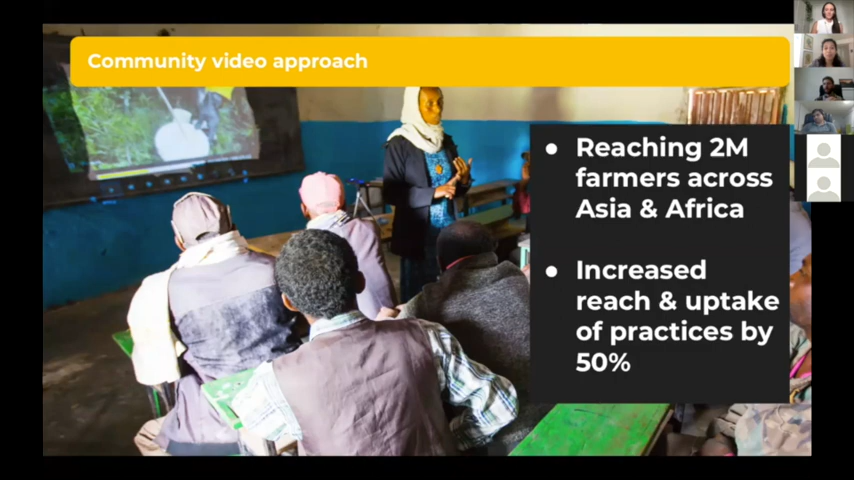 Community video approach
● Reaching 2M
farmers across
Asia & Africa
● Increased
reach & uptake
of practices by
50%